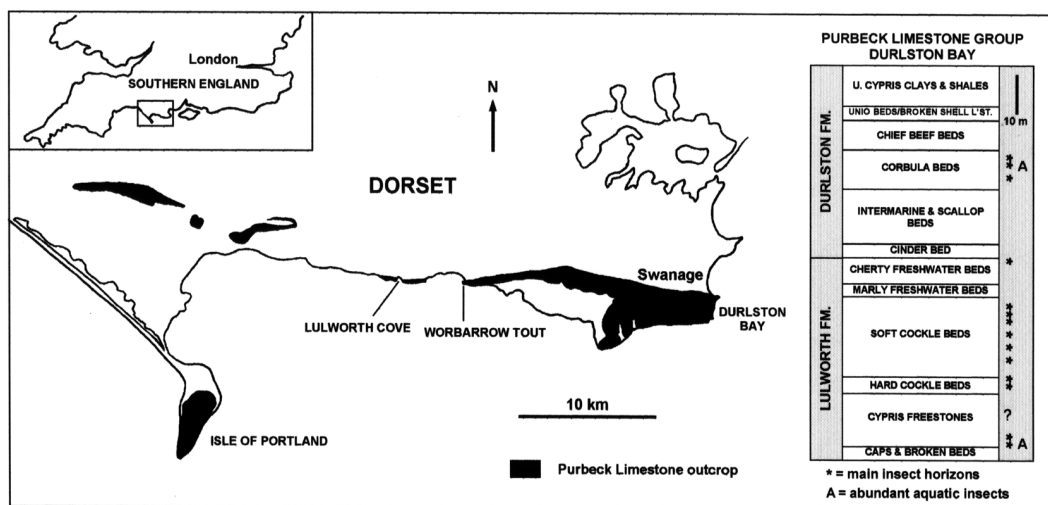 London
SOUTHERN ENGLAND
N
DORSET
Swanage
DURLSTON
BAY
LULWORTH COVE
WORBARROW TOUT
10 km
ISLE OF PORTLAND
Purbeck Limestone outcrop
PURBECK LIMESTONE GROUP
DURLSTON BAY
DURLSTON FM.
U. CYPRIS CLAYS & SHALES
10 m
UNIO BEDS/BROKEN SHELL L'ST.
CHIEF BEEF BEDS
CORBULA BEDS
*
* A
*
INTERMARINE & SCALLOP
BEDS
CINDER BED
LULWORTH FM.
CHERTY FRESHWATER BEDS
*
MARLY FRESHWATER BEDS
SOFT COCKLE BEDS
*
*
*
*
*
*
HARD COCKLE BEDS
*
*
CYPRIS FREESTONES
?
*
* A
CAPS & BROKEN BEDS
* = main insect horizons
A = abundant aquatic insects